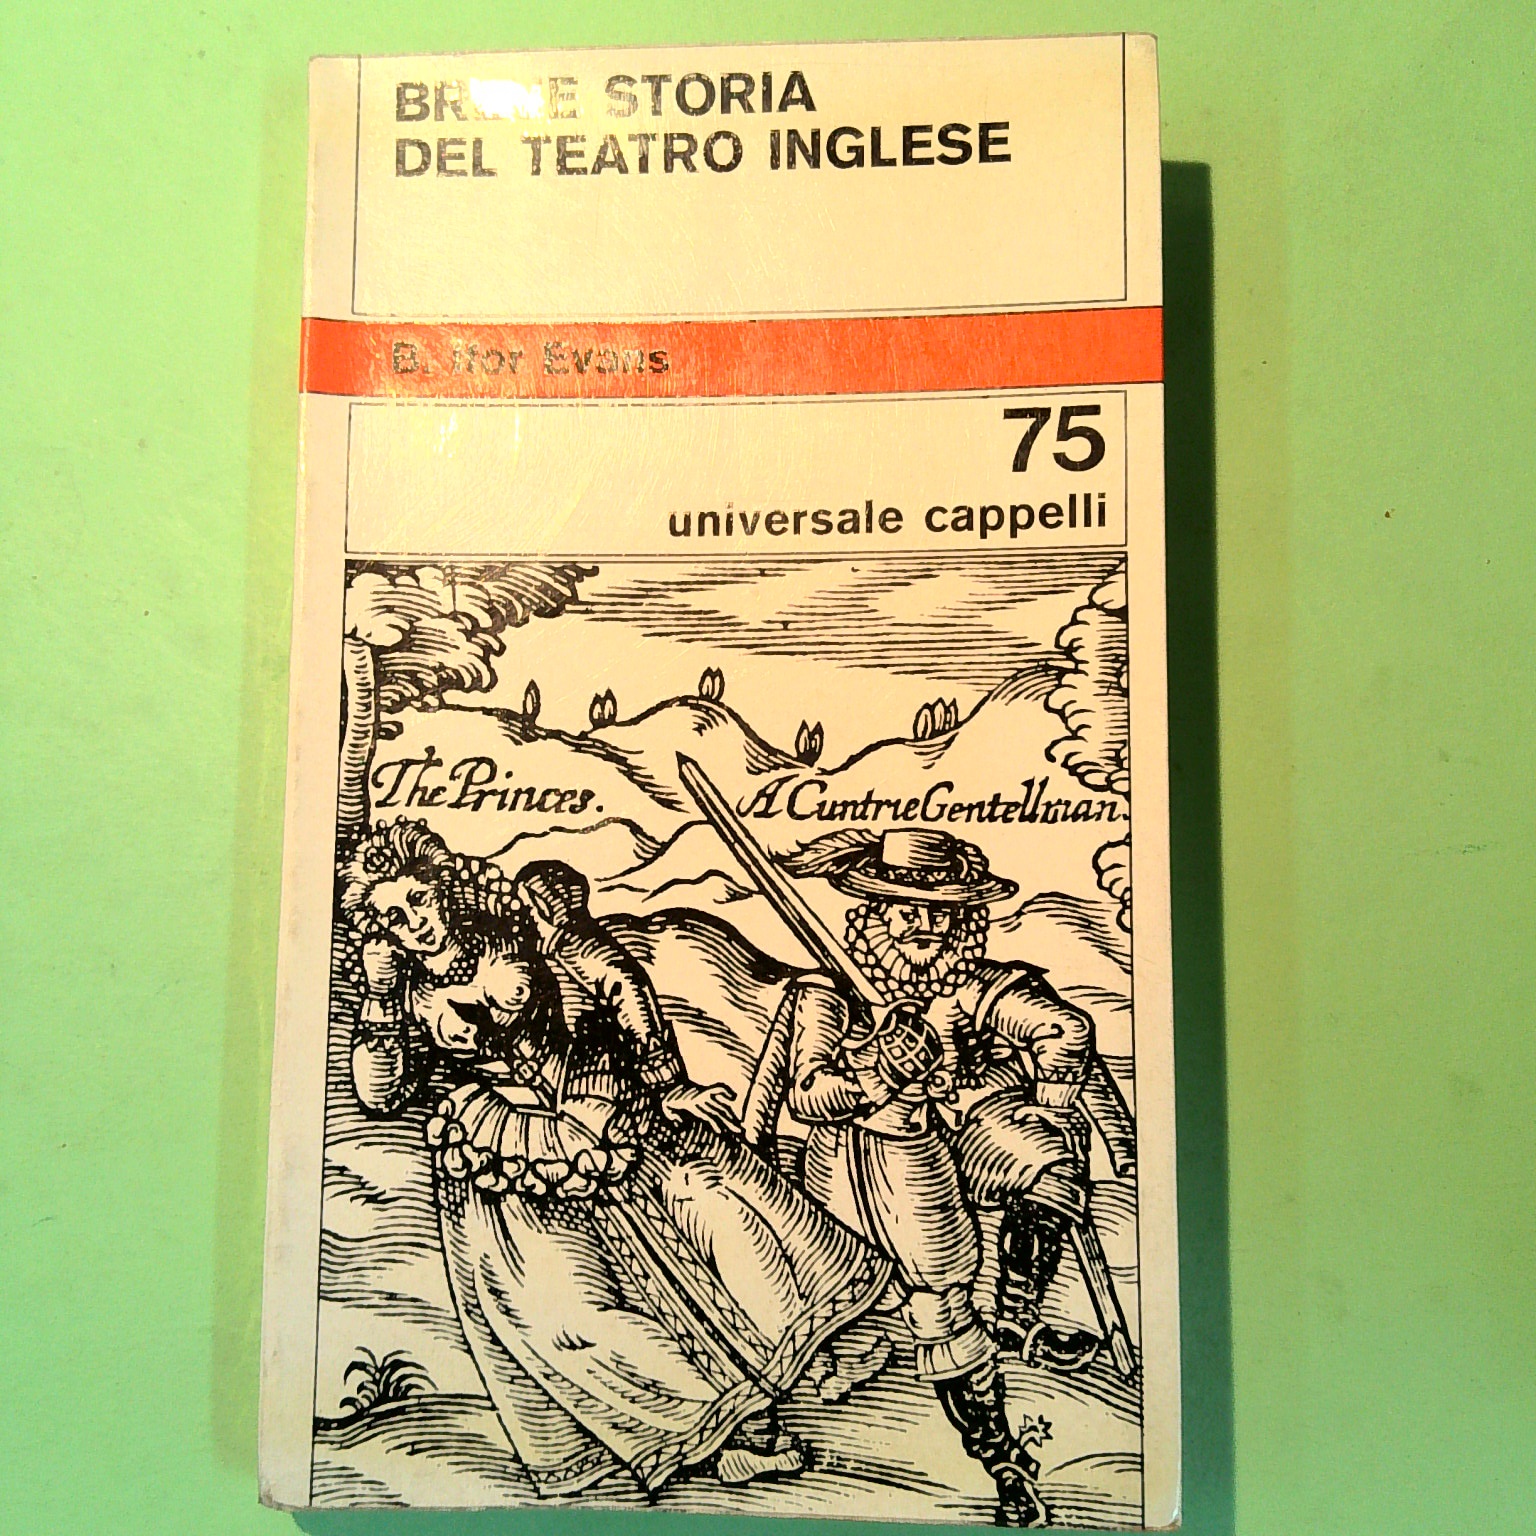 BREVE STORIA
DEL TEATRO INGLESE
B. Ifor Evans
75
universale cappelli
The Princes.
A Cuntrie Gentellman.